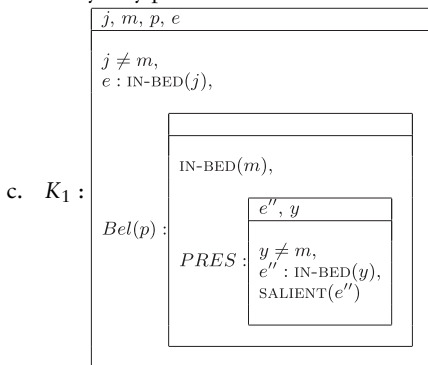 j, m, p, e
j ≠ m,
e : IN-BED(j),
IN-BED(m),
c. K₁ :
e′′, y
Bel(p) :
PRES :
y ≠ m,
e′′ : IN-BED(y),
SALIENT(e′′)